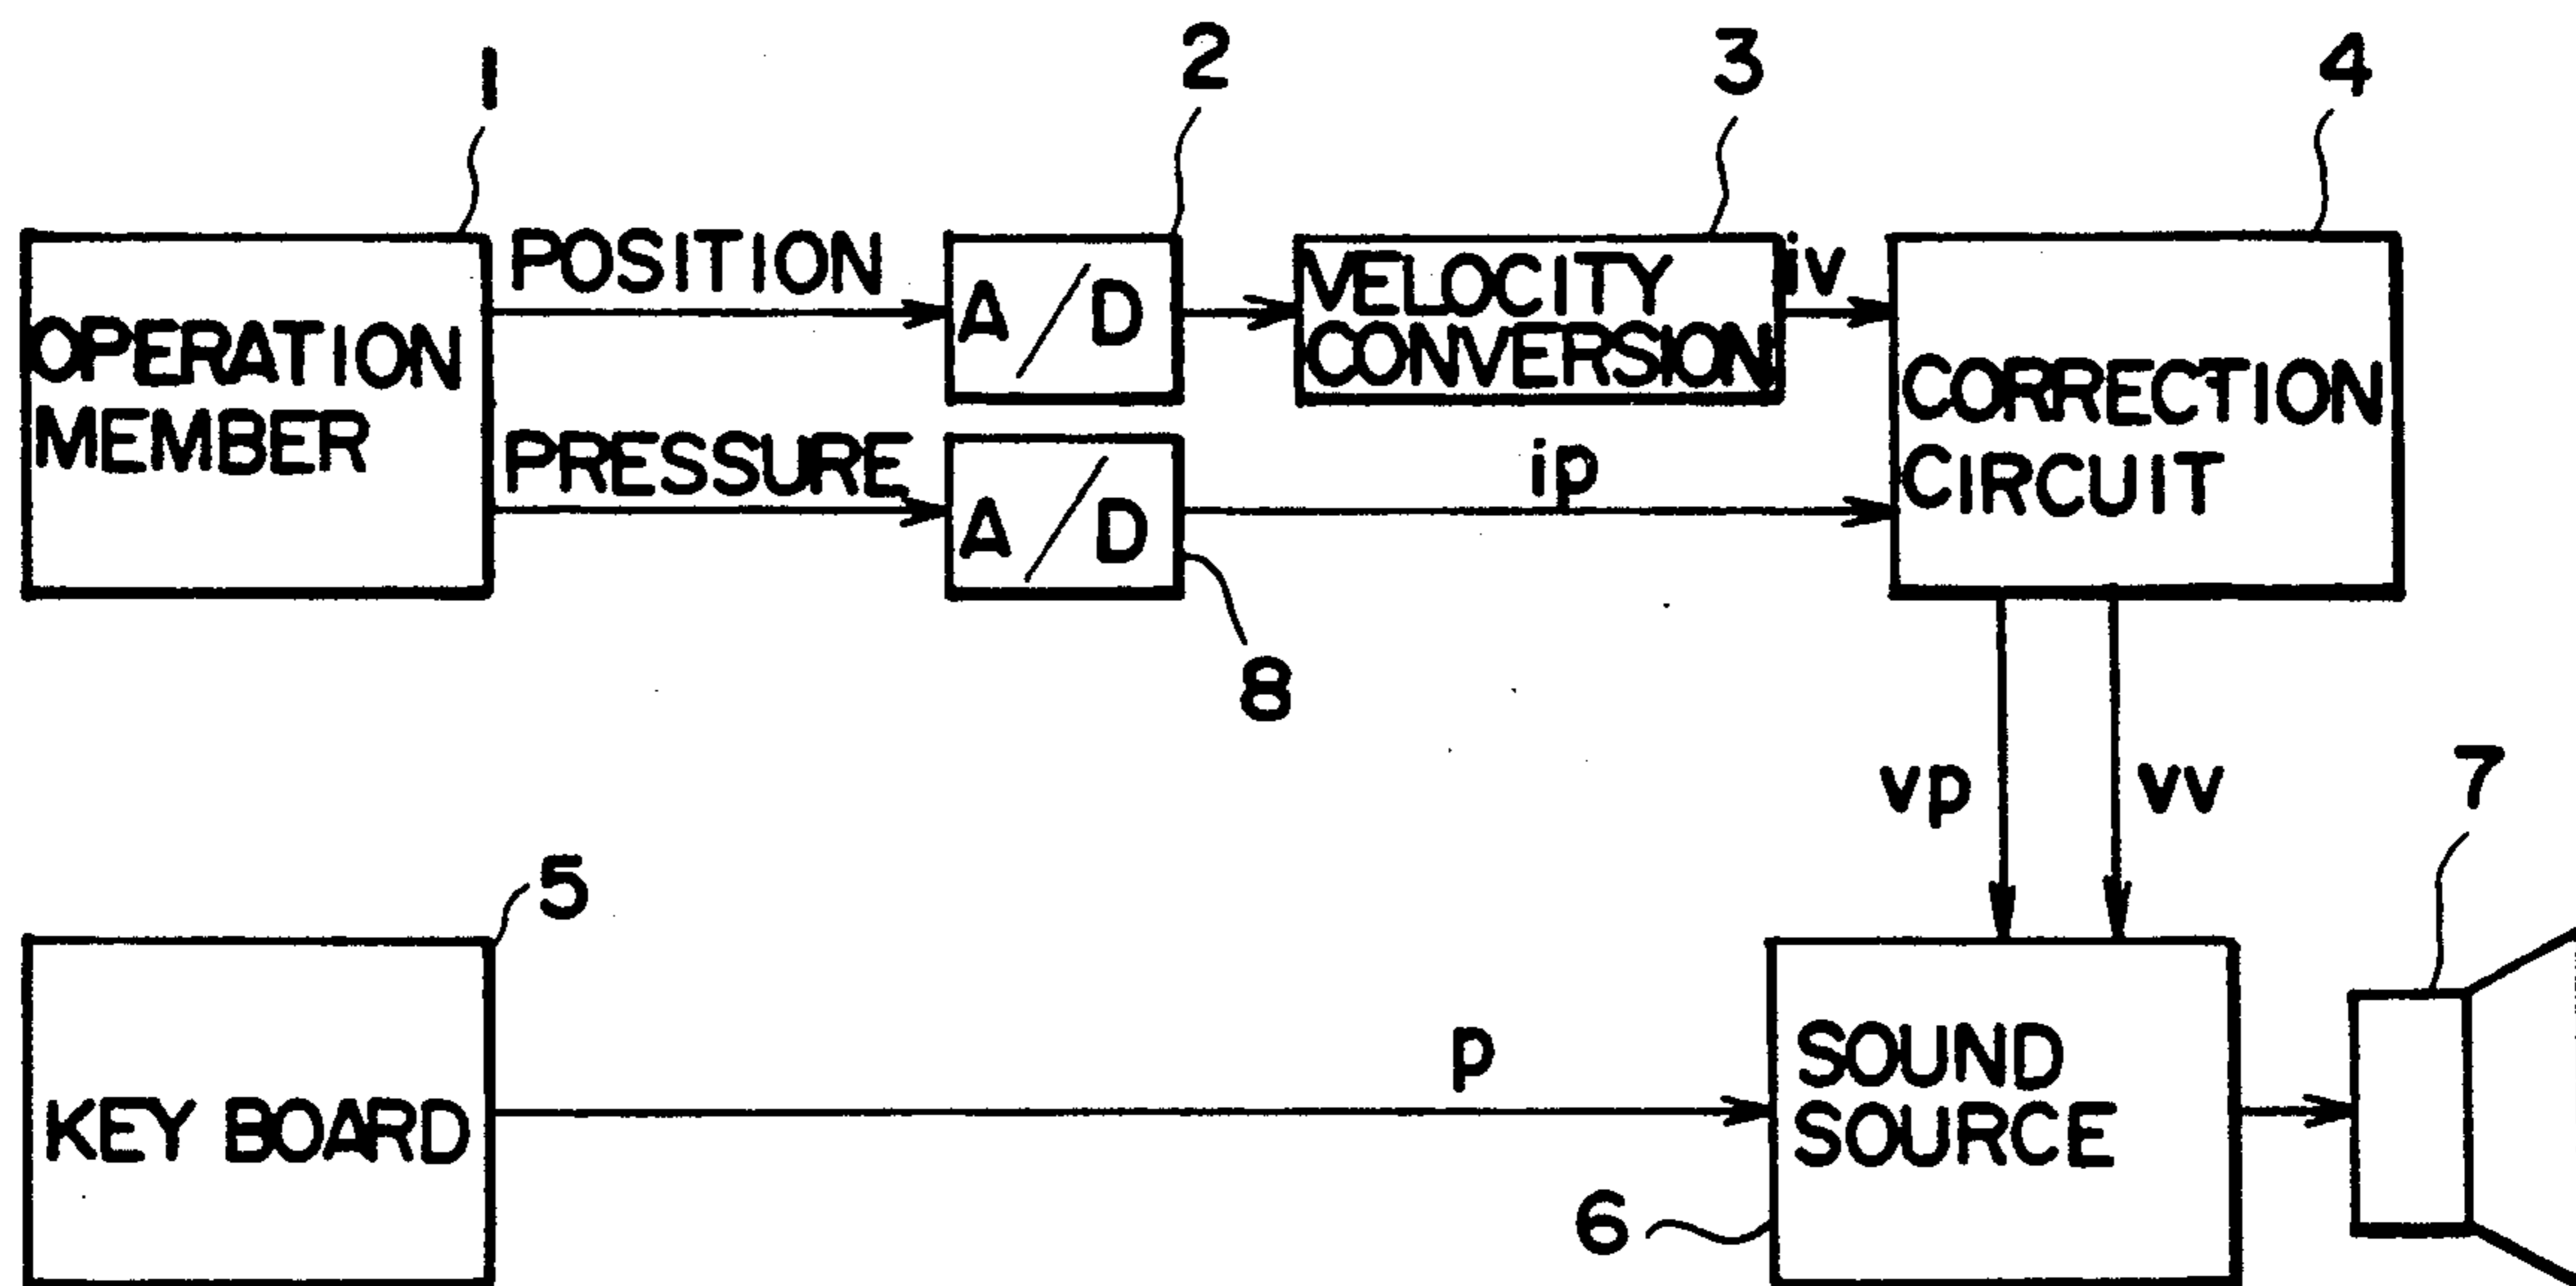 1
2
3
4
OPERATION
MEMBER
POSITION
PRESSURE
A/D
A/D
8
VELOCITY
CONVERSION
iv
ip
CORRECTION
CIRCUIT
vp
vv
5
KEY BOARD
p
6
SOUND
SOURCE
7